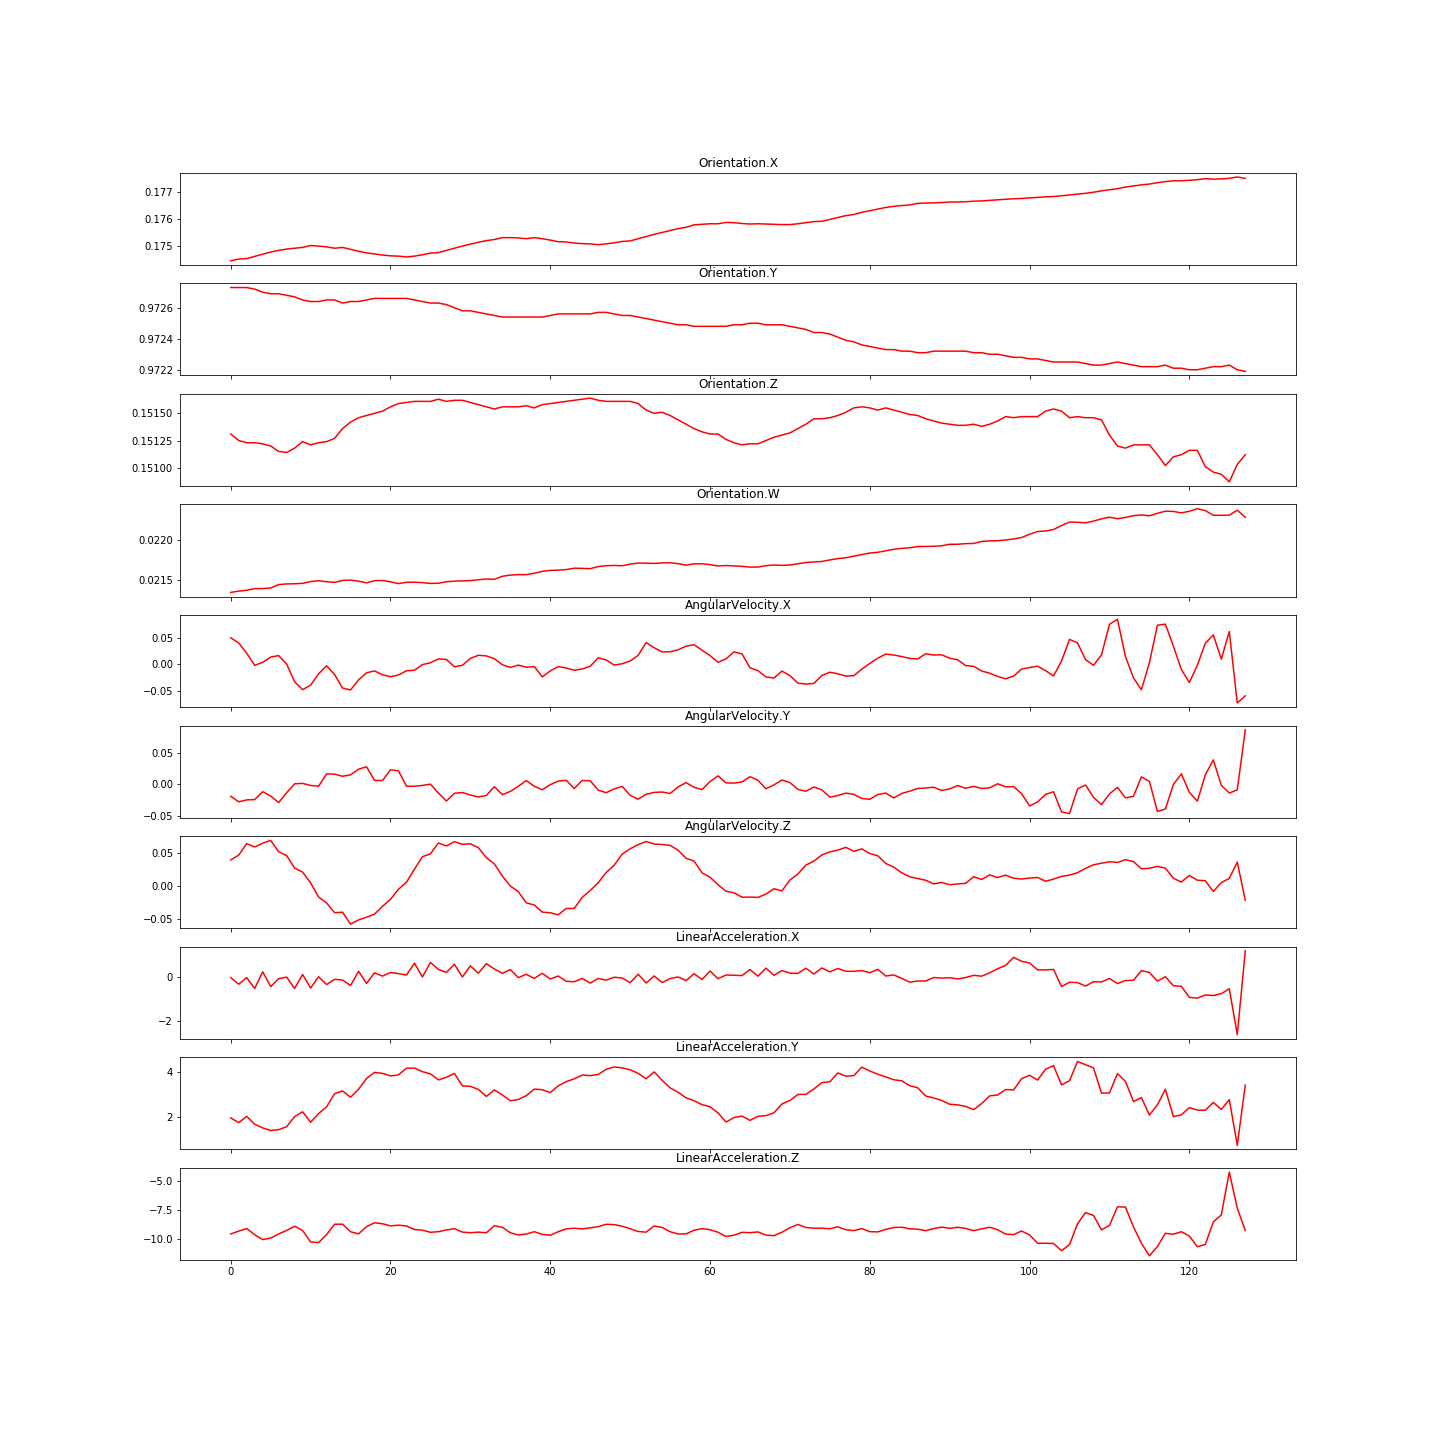 Orientation.X
0.177
0.176
0.175
Orientation.Y
0.9726
0.9724
0.9722
Orientation.Z
0.15150
0.15125
0.15100
Orientation.W
0.0220
0.0215
AngularVelocity.X
0.05
0.00
−0.05
AngularVelocity.Y
0.05
0.00
−0.05
AngularVelocity.Z
0.05
0.00
−0.05
LinearAcceleration.X
0
−2
LinearAcceleration.Y
4
2
LinearAcceleration.Z
−5.0
−7.5
−10.0
0 20 40 60 80 100 120